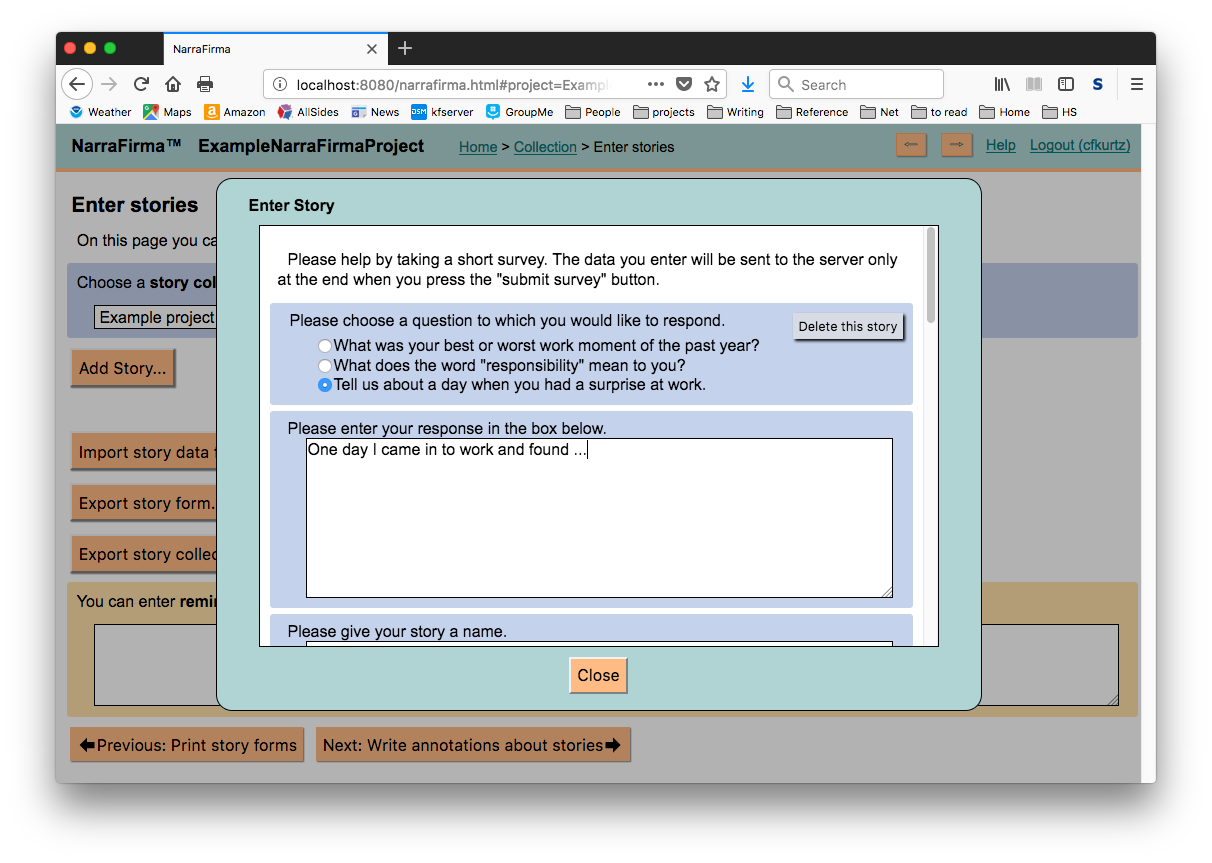 NarraFirma
localhost:8080/narrafirma.html#project=Example
Search
S
Weather Maps Amazon AllSides News kfserver GroupMe People projects Writing Reference Net to read Home HS
NarraFirma™ ExampleNarraFirmaProject Home > Collection > Enter stories Help Logout (cfkurtz)
Enter stories
On this page you ca
Choose a story col
Example project
Add Story...
Import story data f
Export story form.
Export story collec
You can enter remin
Enter Story
Please help by taking a short survey. The data you enter will be sent to the server only
at the end when you press the "submit survey" button.
Please choose a question to which you would like to respond.
Delete this story
What was your best or worst work moment of the past year?
What does the word "responsibility" mean to you?
Tell us about a day when you had a surprise at work.
Please enter your response in the box below.
One day I came in to work and found ...
Please give your story a name.
Close
Previous: Print story forms
Next: Write annotations about stories